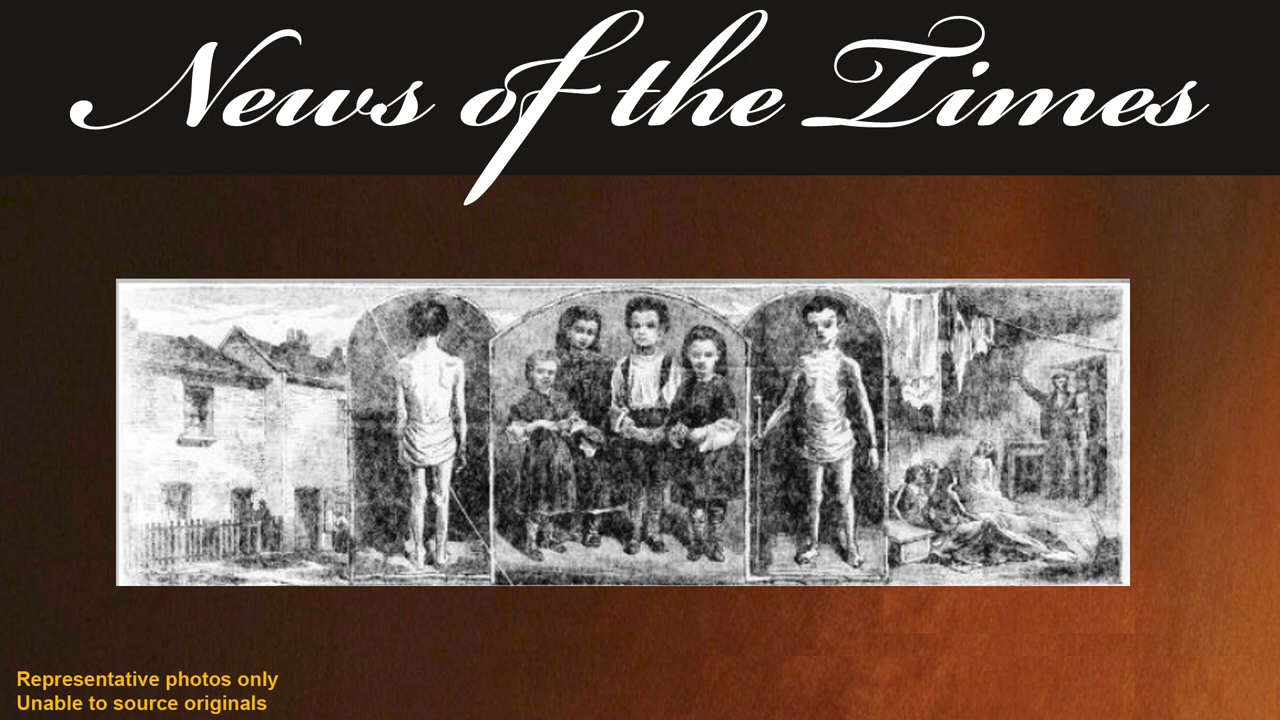 News of the Times
Representative photos only
Unable to source originals